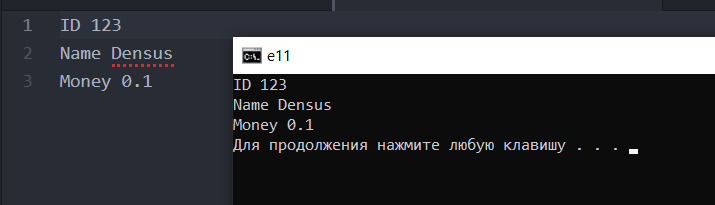 1 ID 123
2 Name Densus
3 Money 0.1
e11
ID 123
Name Densus
Money 0.1
Для продолжения нажмите любую клавишу . . .